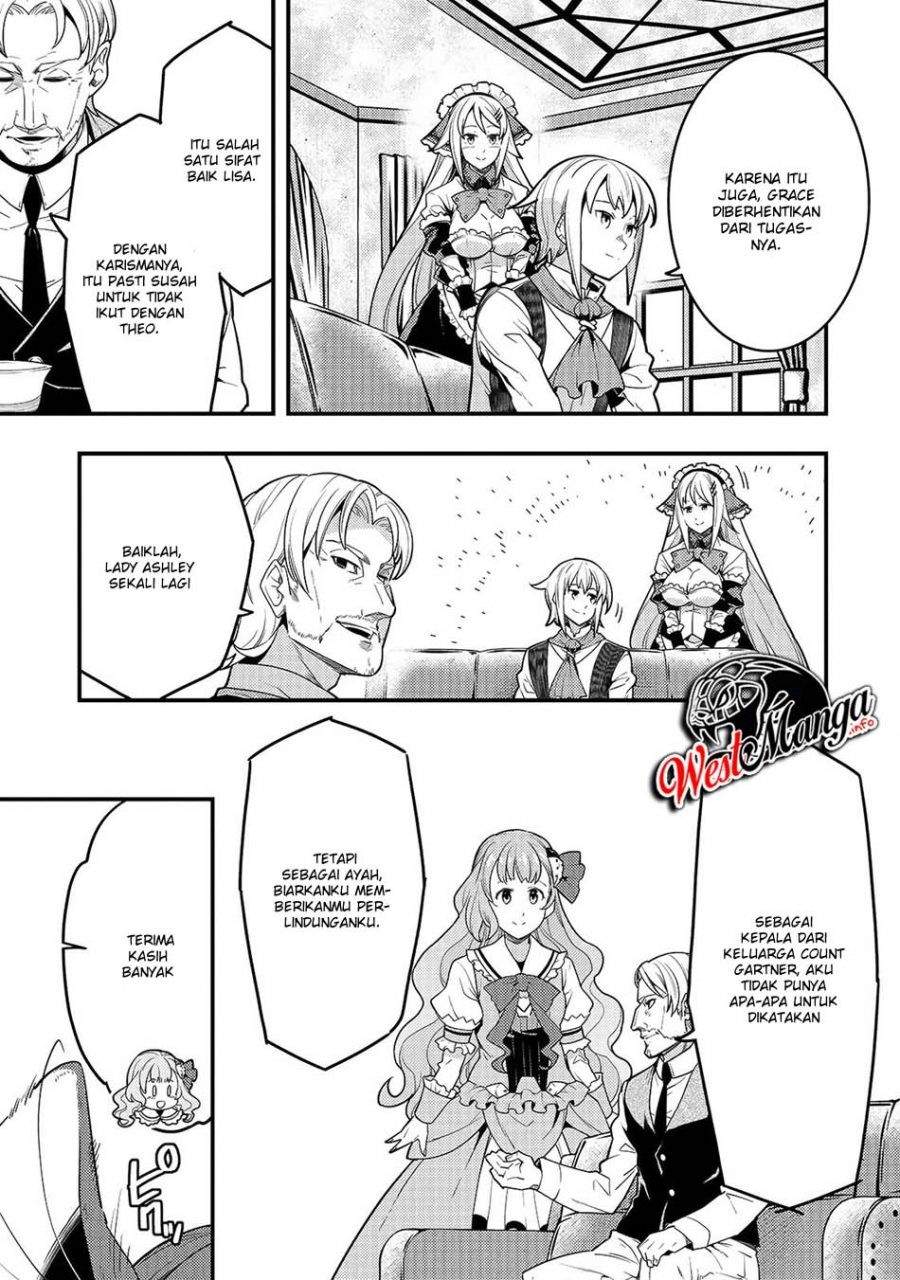 KARENA ITU
JUGA, GRACE
DIBERHENTIKAN
DARI TUGAS-
NYA.
ITU SALAH
SATU SIFAT
BAIK LISA.
DENGAN
KARISMANYA,
ITU PASTI SUSAH
UNTUK TIDAK
IKUT DENGAN
THEO.
BAIKLAH,
LADY ASHLEY
SEKALI LAGI
WestManga
.info
SEBAGAI
KEPALA DARI
KELUARGA COUNT
GARTNER, AKU
TIDAK PUNYA
APA-APA UNTUK
DIKATAKAN
TETAPI
SEBAGAI AYAH,
BIARKANKU MEM-
BERIKANMU PER-
LINDUNGANKU.
TERIMA
KASIH
BANYAK
ピクッ